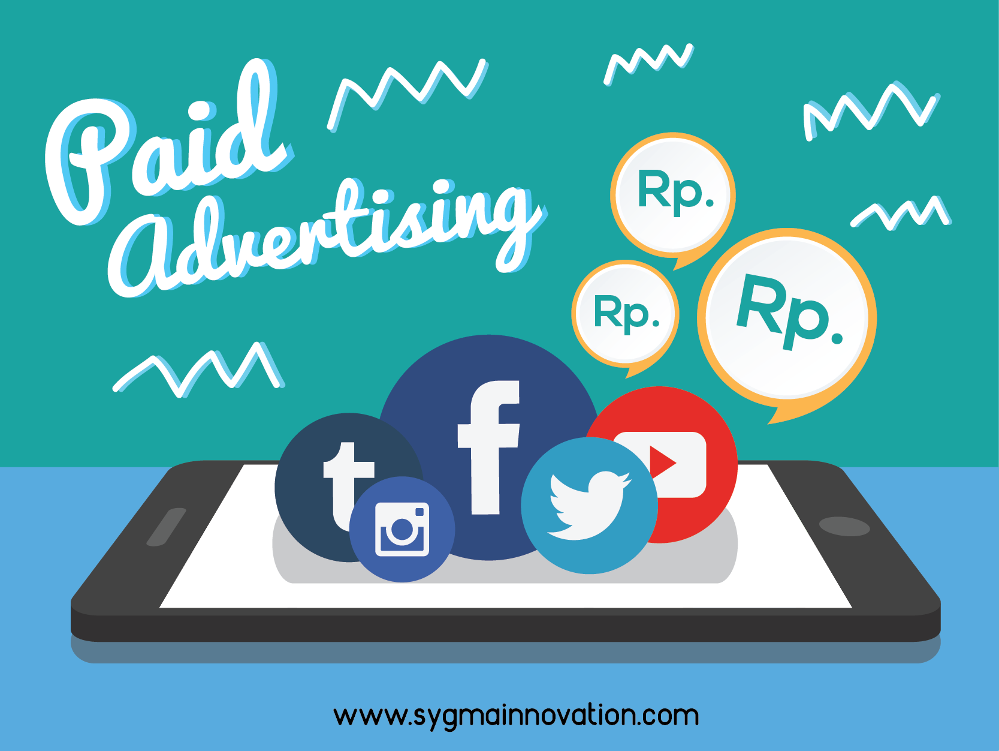 Paid
Advertising
Rp.
Rp.
Rp.
t
f
www.sygmainnovation.com